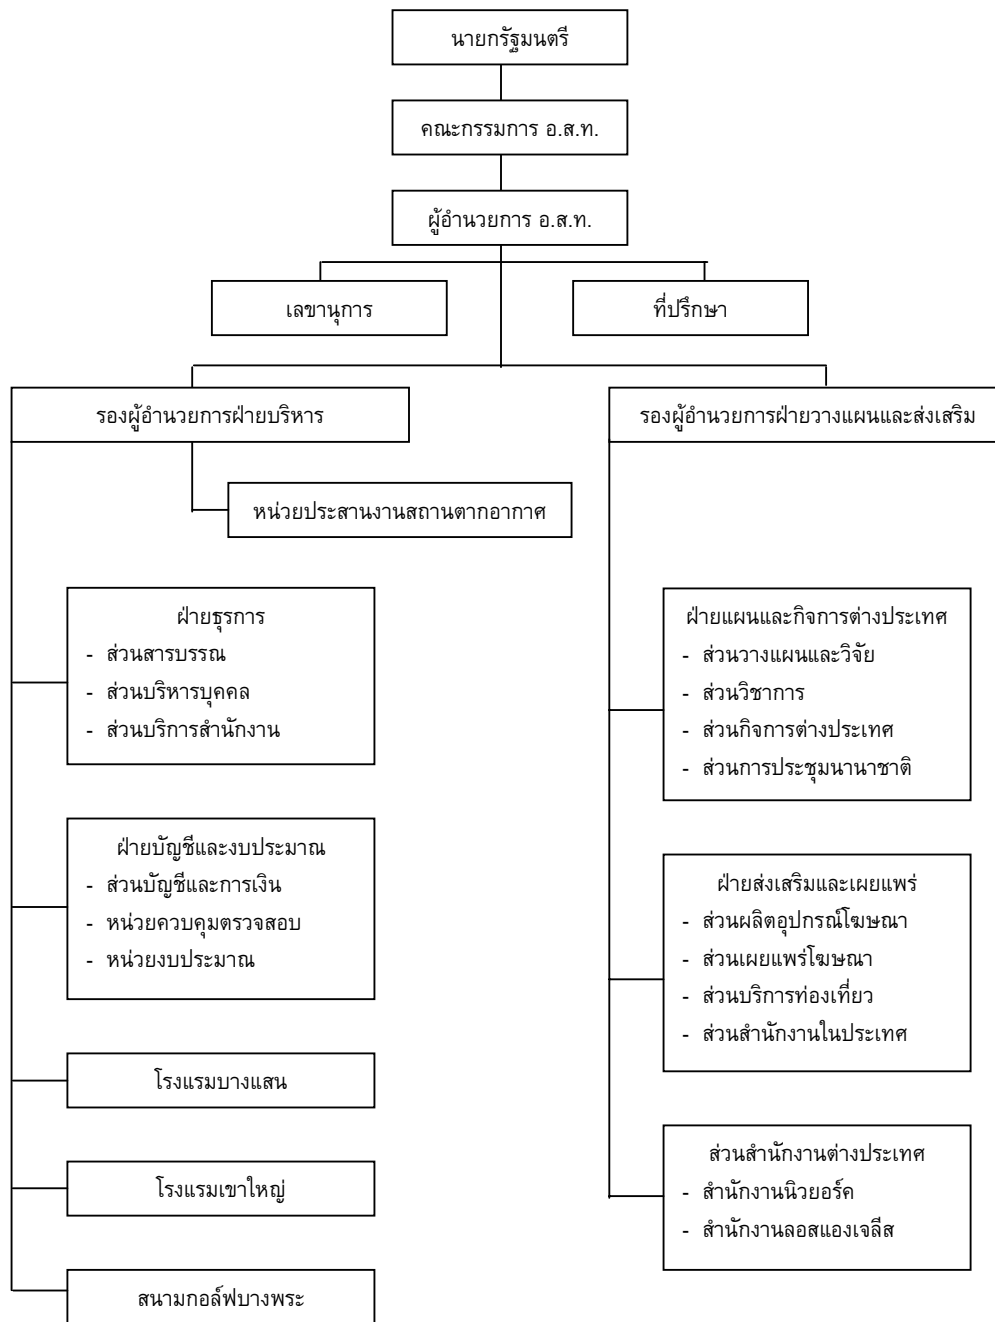 นายกรัฐมนตรี
คณะกรรมการ อ.ส.ท.
ผู้อำนวยการ อ.ส.ท.
เลขานุการ
ที่ปรึกษา
รองผู้อำนวยการฝ่ายบริหาร
รองผู้อำนวยการฝ่ายวางแผนและส่งเสริม
หน่วยประสานงานสถานตากอากาศ
ฝ่ายธุรการ
- ส่วนสารบรรณ
- ส่วนบริหารบุคคล
- ส่วนบริการสำนักงาน
ฝ่ายบัญชีและงบประมาณ
- ส่วนบัญชีและการเงิน
- หน่วยควบคุมตรวจสอบ
- หน่วยงบประมาณ
โรงแรมบางแสน
โรงแรมเขาใหญ่
สนามกอล์ฟบางพระ
ฝ่ายแผนและกิจการต่างประเทศ
- ส่วนวางแผนและวิจัย
- ส่วนวิชาการ
- ส่วนกิจการต่างประเทศ
- ส่วนการประชุมนานาชาติ
ฝ่ายส่งเสริมและเผยแพร่
- ส่วนผลิตอุปกรณ์โฆษณา
- ส่วนเผยแพร่โฆษณา
- ส่วนบริการท่องเที่ยว
- ส่วนสำนักงานในประเทศ
ส่วนสำนักงานต่างประเทศ
- สำนักงานนิวยอร์ค
- สำนักงานลอสแองเจลีส